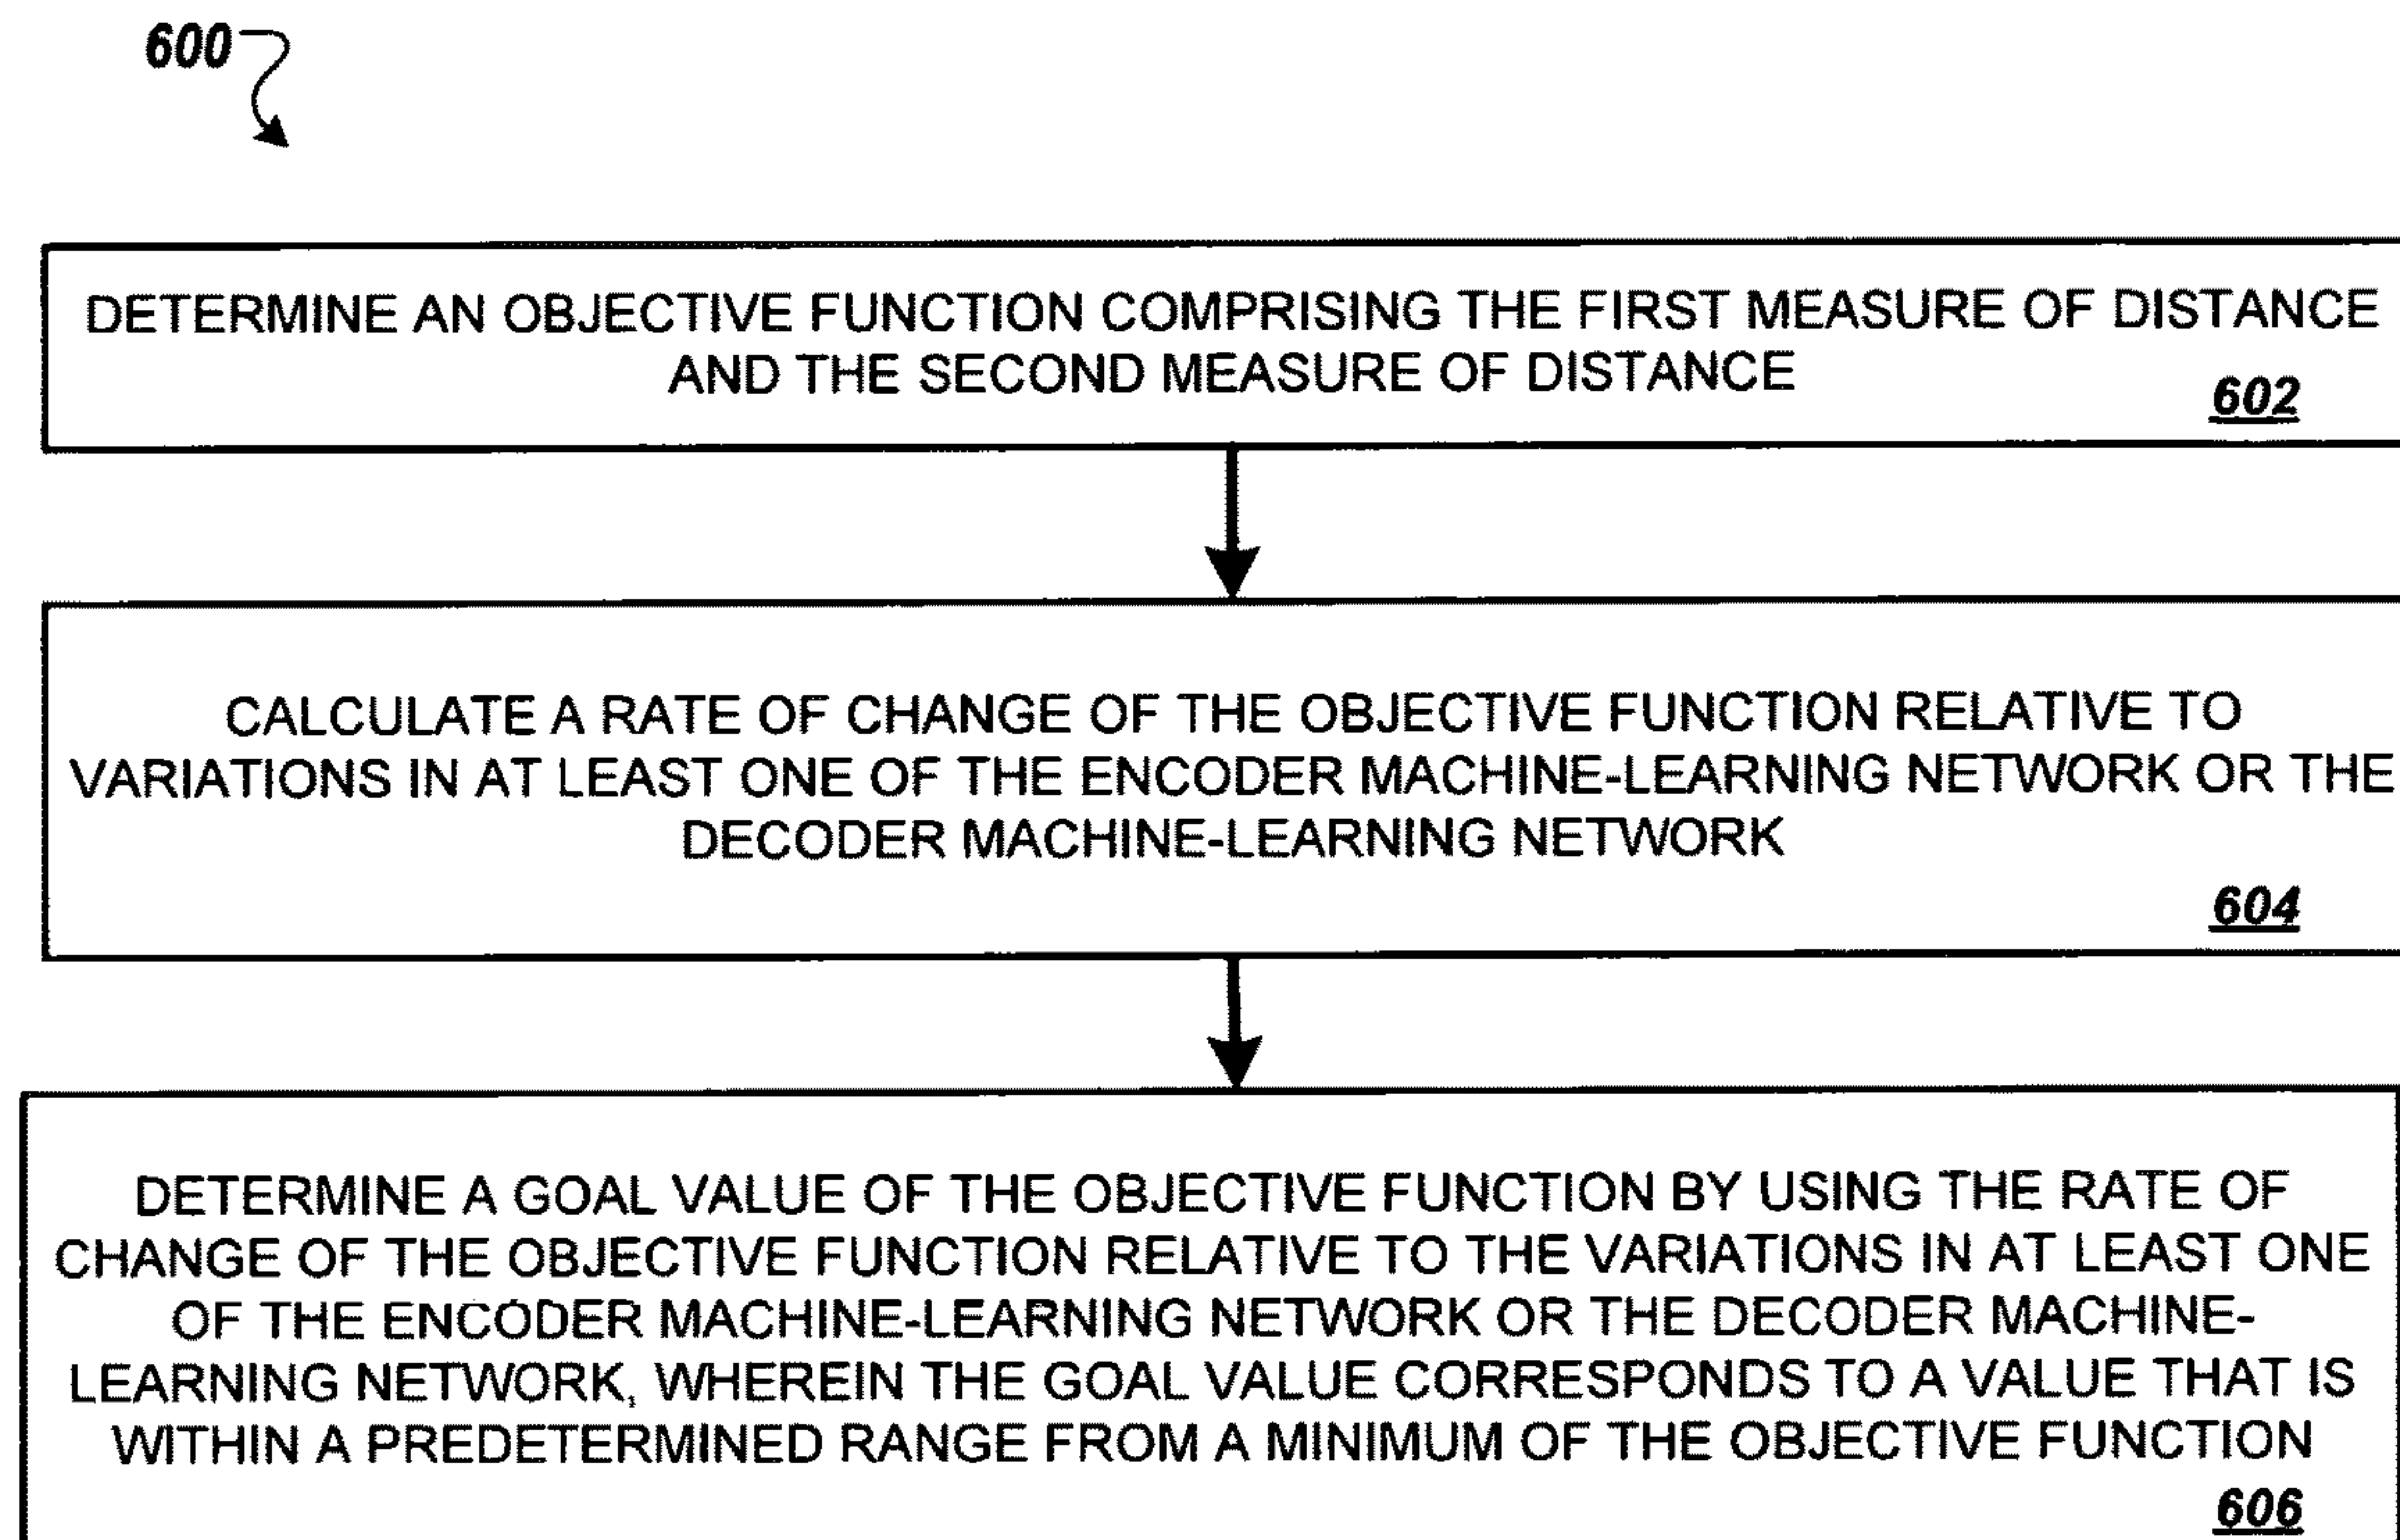 600
DETERMINE AN OBJECTIVE FUNCTION COMPRISING THE FIRST MEASURE OF DISTANCE
AND THE SECOND MEASURE OF DISTANCE
602
CALCULATE A RATE OF CHANGE OF THE OBJECTIVE FUNCTION RELATIVE TO
VARIATIONS IN AT LEAST ONE OF THE ENCODER MACHINE-LEARNING NETWORK OR THE
DECODER MACHINE-LEARNING NETWORK
604
DETERMINE A GOAL VALUE OF THE OBJECTIVE FUNCTION BY USING THE RATE OF
CHANGE OF THE OBJECTIVE FUNCTION RELATIVE TO THE VARIATIONS IN AT LEAST ONE
OF THE ENCODER MACHINE-LEARNING NETWORK OR THE DECODER MACHINE-
LEARNING NETWORK, WHEREIN THE GOAL VALUE CORRESPONDS TO A VALUE THAT IS
WITHIN A PREDETERMINED RANGE FROM A MINIMUM OF THE OBJECTIVE FUNCTION
606